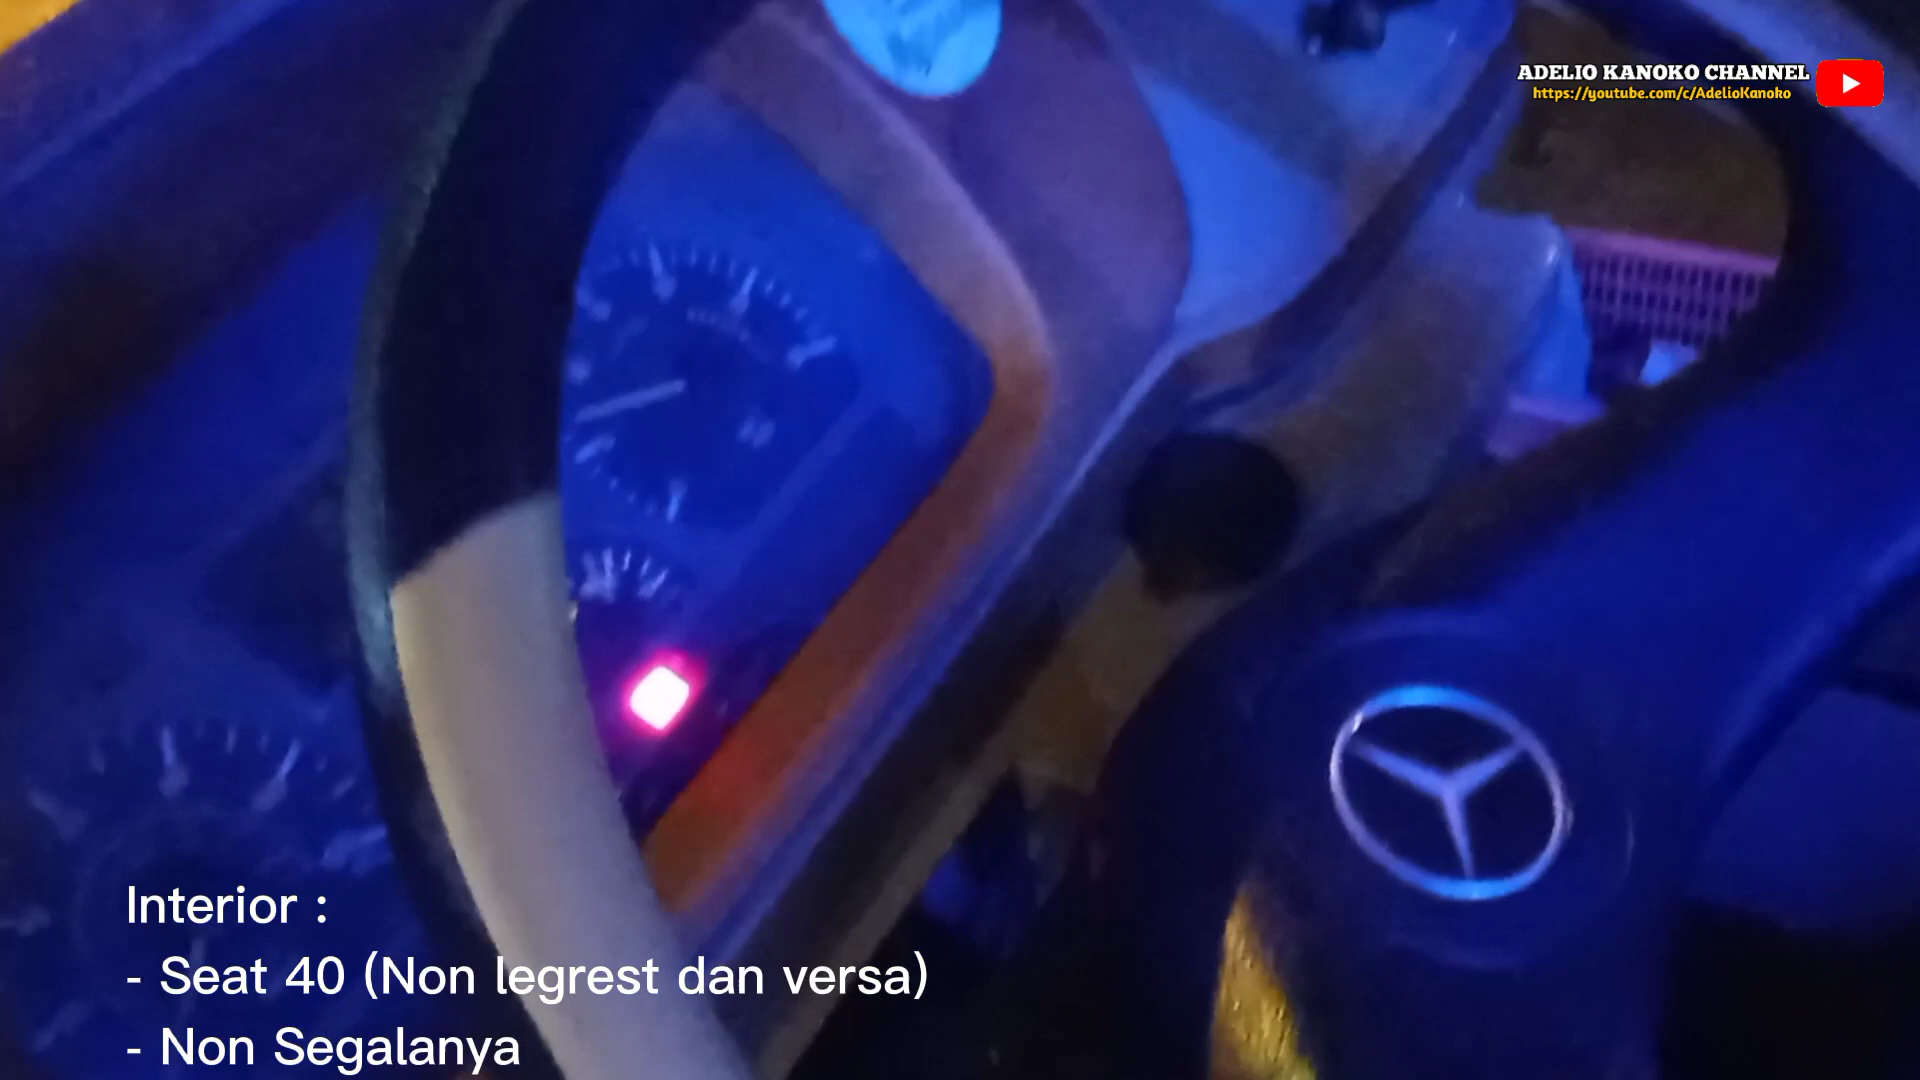 ADELIO KANOKO CHANNEL
https://youtube.com/c/AdelioKanoko
Interior :
- Seat 40 (Non legrest dan versa)
- Non Segalanya